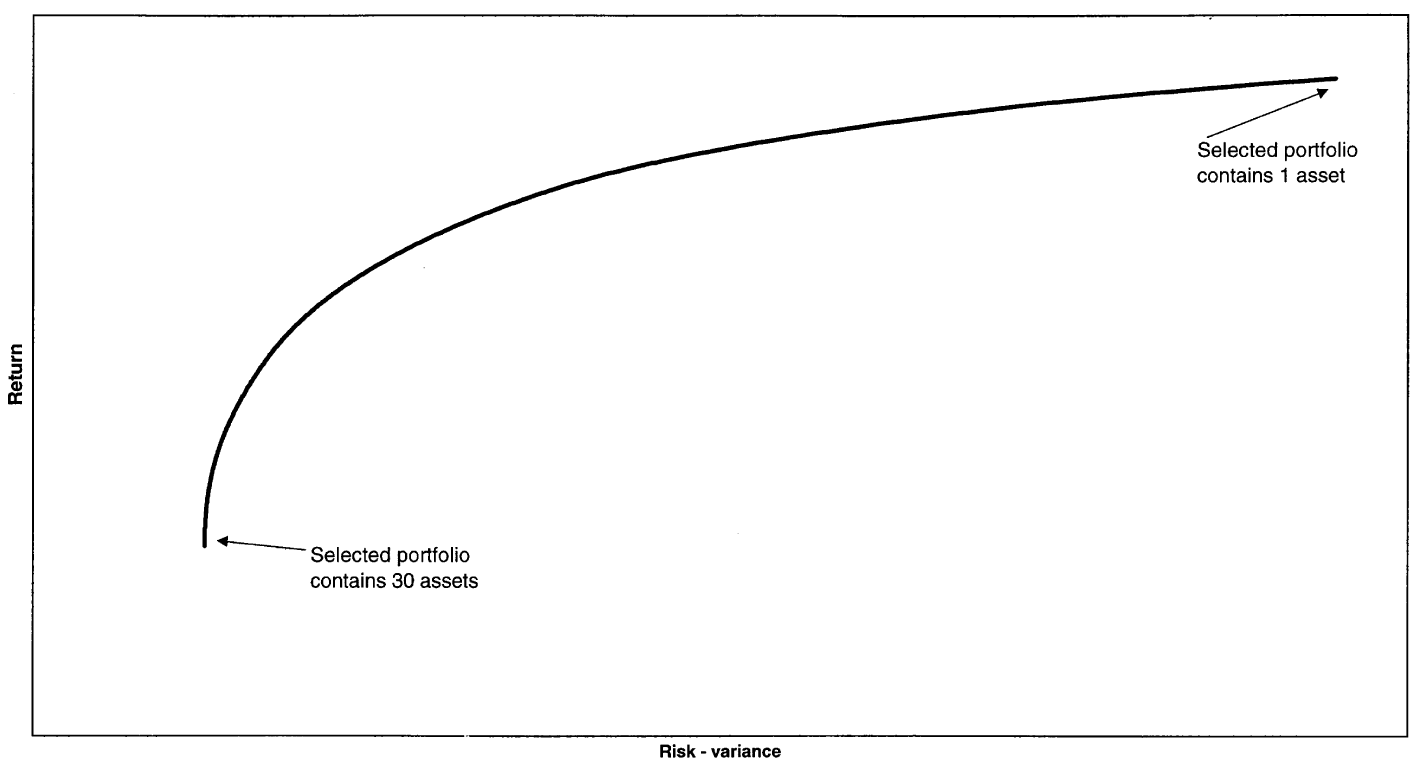 Selected portfolio
contains 1 asset
Return
Selected portfolio
contains 30 assets
Risk - variance